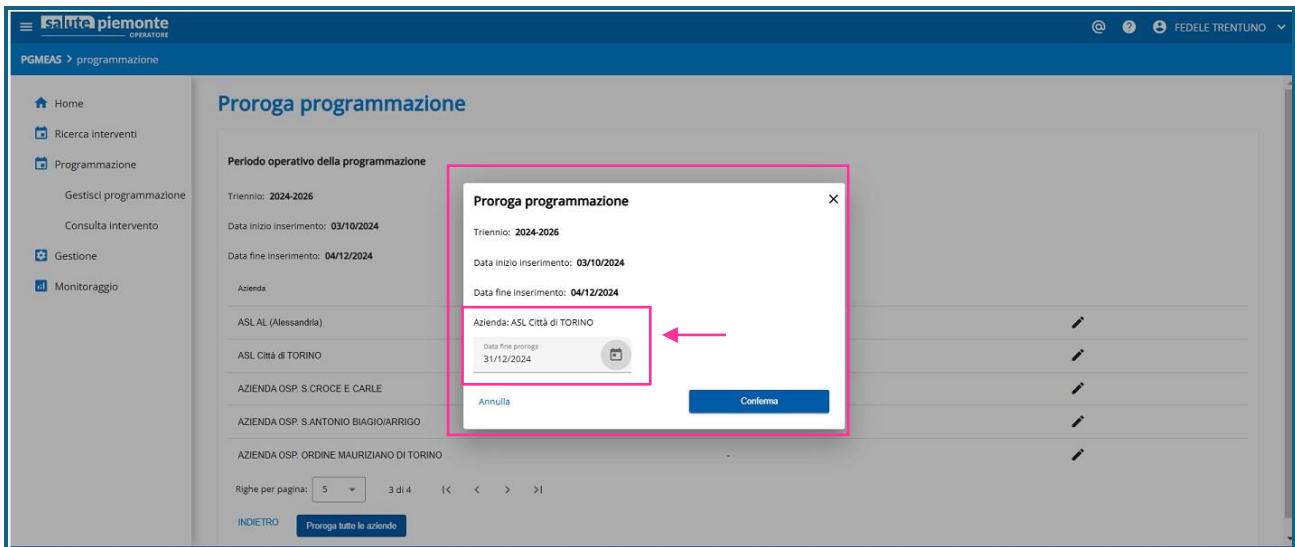 salute piemonte
OPERATORE
FEDELE TRENTUNO
PGMEAS > programmazione
Home
Ricerca interventi
Programmazione
Gestisci programmazione
Consulta intervento
Gestione
Monitoraggio
Proroga programmazione
Periodo operativo della programmazione
Triennio: 2024-2026
Data inizio inserimento: 03/10/2024
Data fine inserimento: 04/12/2024
Azienda
ASL AL (Alessandria)
ASL Città di TORINO
AZIENDA OSP. S.CROCE E CARLE
AZIENDA OSP. S.ANTONIO BIAGIO/ARRIGO
AZIENDA OSP. ORDINE MAURIZIANO DI TORINO -
Righe per pagina: 5 3 di 4 |< < > >|
INDIETRO Proroga tutte le aziende
Proroga programmazione
Triennio: 2024-2026
Data inizio inserimento: 03/10/2024
Data fine inserimento: 04/12/2024
Azienda: ASL Città di TORINO
Data fine proroga
31/12/2024
Annulla Conferma